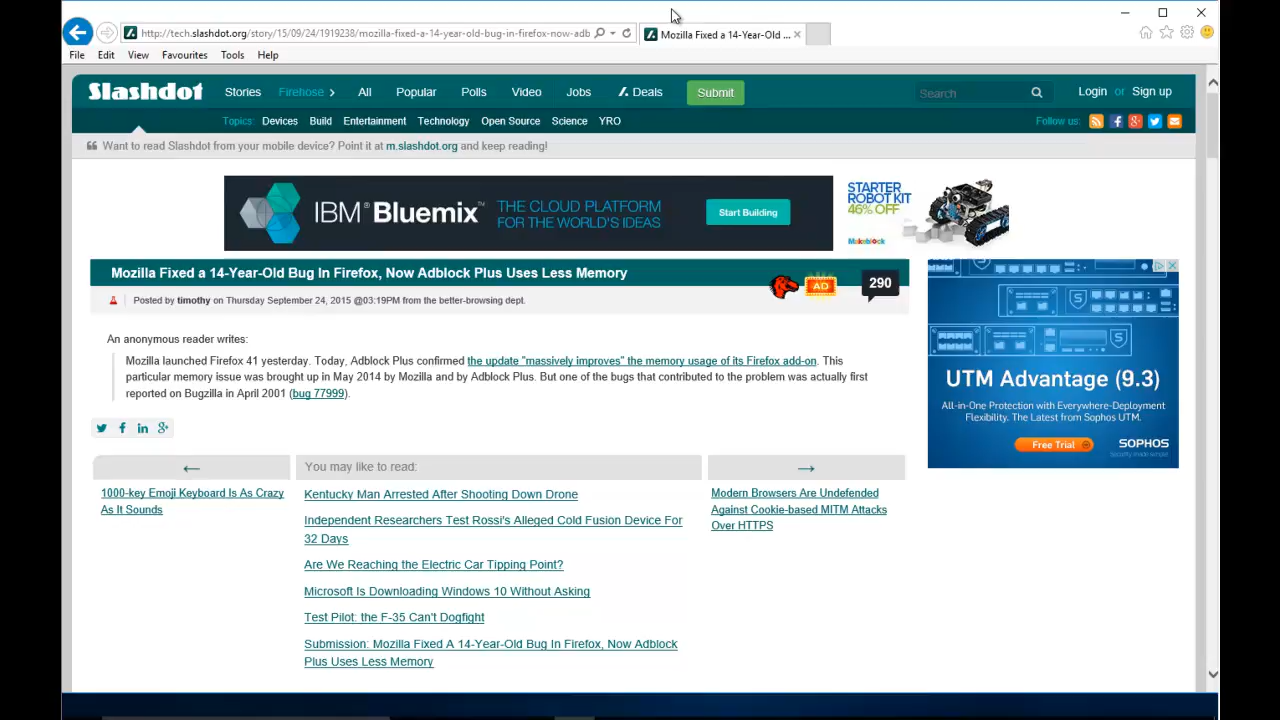 http://tech.slashdot.org/story/15/09/24/1919238/mozilla-fixed-a-14-year-old-bug-in-firefox-now-adb
Mozilla Fixed a 14-Year-Old ...
File Edit View Favourites Tools Help
Slashdot Stories Firehose All Popular Polls Video Jobs Deals Submit Search Login or Sign up
Topics: Devices Build Entertainment Technology Open Source Science YRO Follow us:
Want to read Slashdot from your mobile device? Point it at m.slashdot.org and keep reading!
IBM® Bluemix™ THE CLOUD PLATFORM
FOR THE WORLD'S IDEAS
Start Building
STARTER
ROBOT KIT
46% OFF
Makeblock
Mozilla Fixed a 14-Year-Old Bug In Firefox, Now Adblock Plus Uses Less Memory
AD
290
Posted by timothy on Thursday September 24, 2015 @03:19PM from the better-browsing dept.
An anonymous reader writes:
Mozilla launched Firefox 41 yesterday. Today, Adblock Plus confirmed the update "massively improves" the memory usage of its Firefox add-on. This
particular memory issue was brought up in May 2014 by Mozilla and by Adblock Plus. But one of the bugs that contributed to the problem was actually first
reported on Bugzilla in April 2001 (bug 77999).
UTM Advantage (9.3)
All-in-One Protection with Everywhere-Deployment
Flexibility. The Latest from Sophos UTM.
Free Trial
SOPHOS
Security made simple.
← You may like to read: →
1000-key Emoji Keyboard Is As Crazy
As It Sounds
Kentucky Man Arrested After Shooting Down Drone
Independent Researchers Test Rossi's Alleged Cold Fusion Device For
32 Days
Are We Reaching the Electric Car Tipping Point?
Microsoft Is Downloading Windows 10 Without Asking
Test Pilot: the F-35 Can't Dogfight
Submission: Mozilla Fixed A 14-Year-Old Bug In Firefox, Now Adblock
Plus Uses Less Memory
Modern Browsers Are Undefended
Against Cookie-based MITM Attacks
Over HTTPS